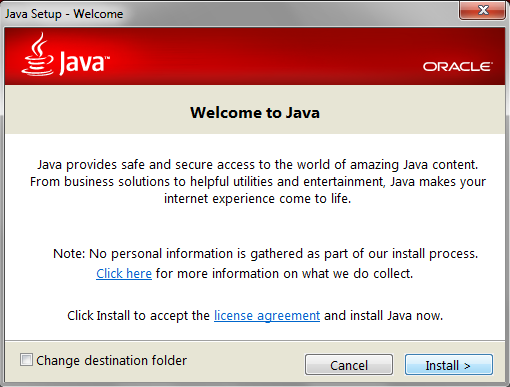 Java Setup - Welcome
Java™
ORACLE
Welcome to Java
Java provides safe and secure access to the world of amazing Java content.
From business solutions to helpful utilities and entertainment, Java makes your
internet experience come to life.
Note: No personal information is gathered as part of our install process.
Click here for more information on what we do collect.
Click Install to accept the license agreement and install Java now.
Change destination folder
Cancel
Install >